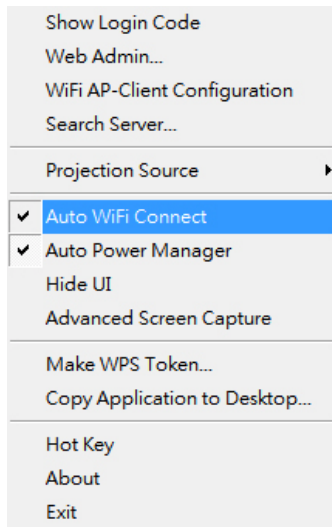 Show Login Code
Web Admin...
WiFi AP-Client Configuration
Search Server...
Projection Source
Auto WiFi Connect
Auto Power Manager
Hide UI
Advanced Screen Capture
Make WPS Token...
Copy Application to Desktop...
Hot Key
About
Exit